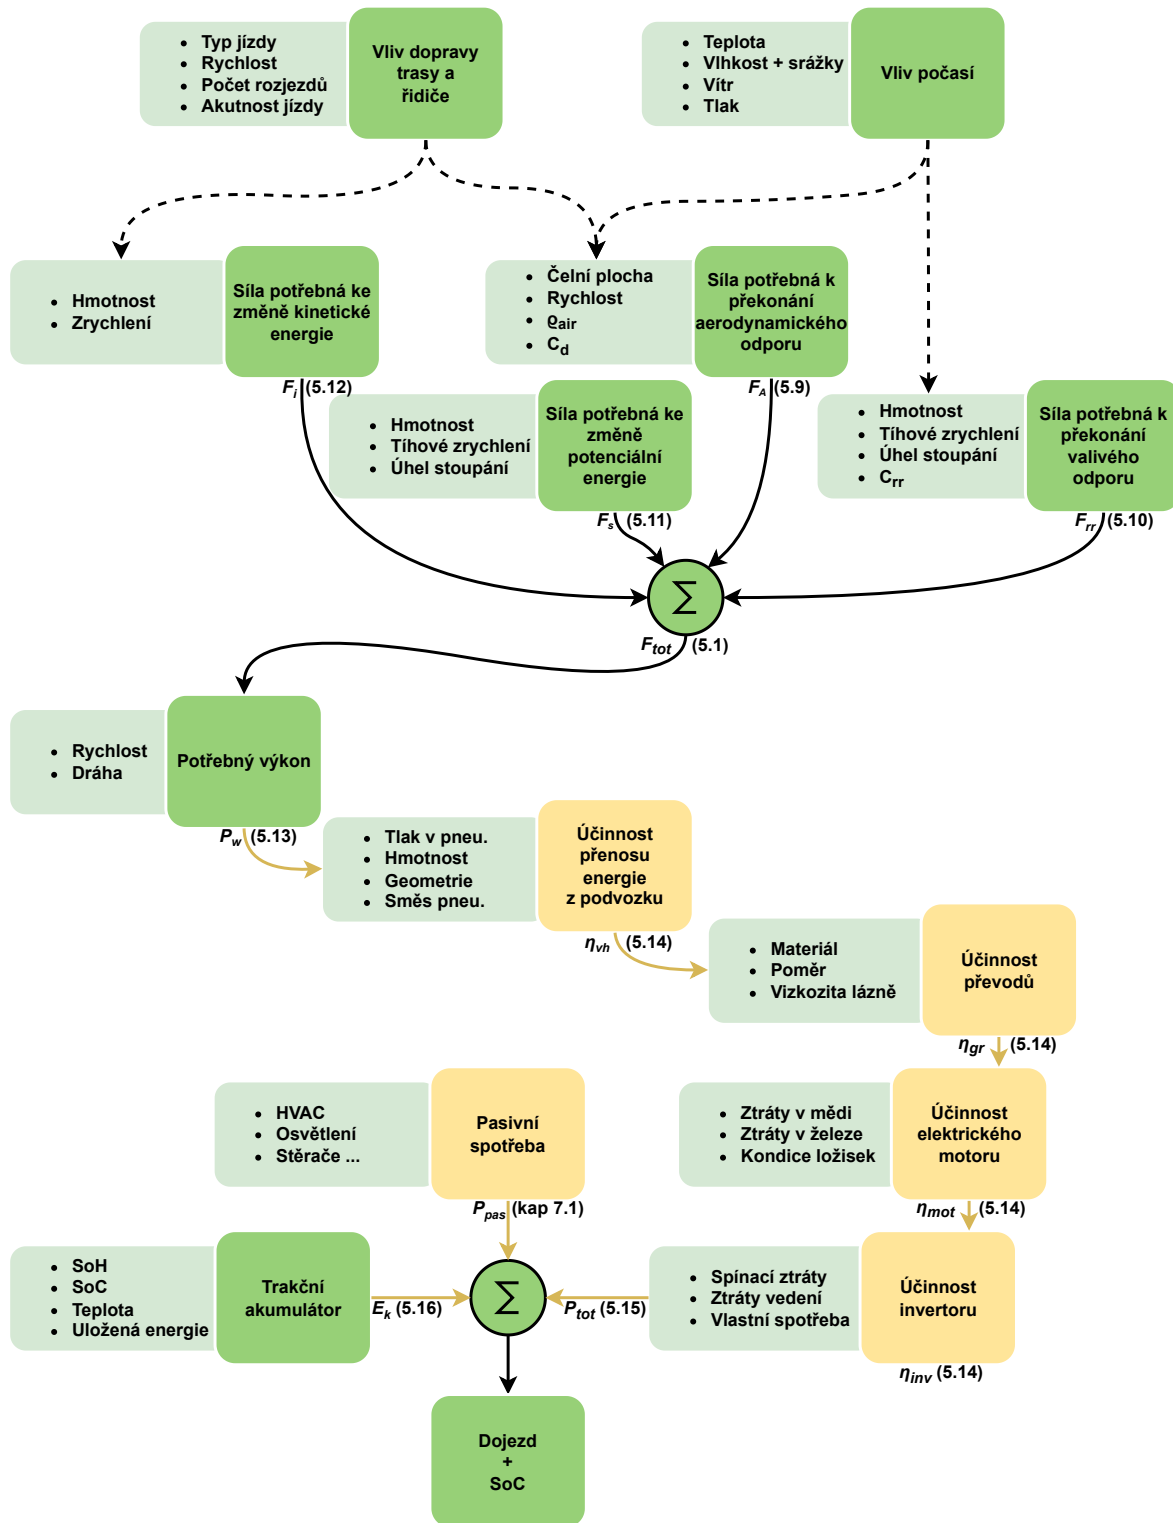 Typ jízdy
Rychlost
Počet rozjezdů
Akutnost jízdy
Vliv dopravy
trasy a
řidiče
Teplota
Vlhkost + srážky
Vítr
Tlak
Vliv počasí
Hmotnost
Zrychlení
Síla potřebná ke
změně kinetické
energie
Čelní plocha
Rychlost
ϱair
Cd
Síla potřebná k
překonání
aerodynamického
odporu
Fi (5.12)
FA (5.9)
Hmotnost
Tíhové zrychlení
Úhel stoupání
Síla potřebná ke
změně
potenciální
energie
Hmotnost
Tíhové zrychlení
Úhel stoupání
Crr
Síla potřebná k
překonání
valivého
odporu
Fs (5.11)
Frr (5.10)
∑
Ftot (5.1)
Rychlost
Dráha
Potřebný výkon
Pw (5.13)
Tlak v pneu.
Hmotnost
Geometrie
Směs pneu.
Účinnost
přenosu
energie
z podvozku
ηvh (5.14)
Materiál
Poměr
Vizkozita lázně
Účinnost
převodů
ηgr (5.14)
HVAC
Osvětlení
Stěrače ...
Pasivní
spotřeba
Ztráty v mědi
Ztráty v železe
Kondice ložisek
Účinnost
elektrického
motoru
Ppas (kap 7.1)
ηmot (5.14)
SoH
SoC
Teplota
Uložená energie
Trakční
akumulátor
Ek (5.16)
∑
Ptot (5.15)
Spínací ztráty
Ztráty vedení
Vlastní spotřeba
Účinnost
invertoru
ηinv (5.14)
Dojezd
+
SoC